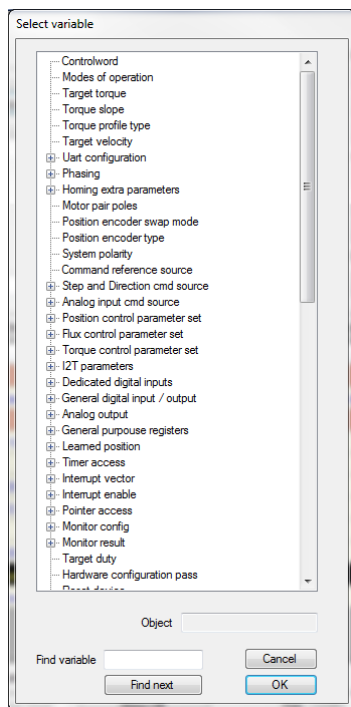 Select variable
Controlword
Modes of operation
Target torque
Torque slope
Torque profile type
Target velocity
Uart configuration
Phasing
Homing extra parameters
Motor pair poles
Position encoder swap mode
Position encoder type
System polarity
Command reference source
Step and Direction cmd source
Analog input cmd source
Position control parameter set
Flux control parameter set
Torque control parameter set
I2T parameters
Dedicated digital inputs
General digital input / output
Analog output
General purpouse registers
Learned position
Timer access
Interrupt vector
Interrupt enable
Pointer access
Monitor config
Monitor result
Target duty
Hardware configuration pass
Object
Find variable
Cancel
Find next
OK